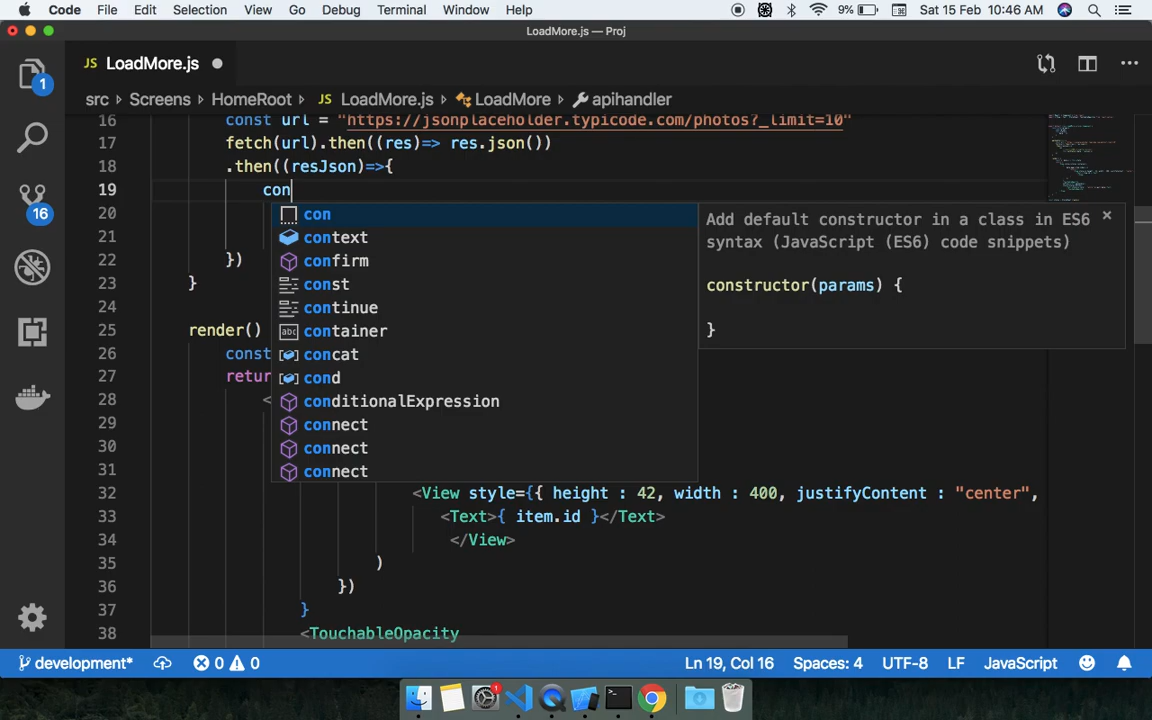 Code File Edit Selection View Go Debug Terminal Window Help 9% Sat 15 Feb 10:46 AM
LoadMore.js — Proj
JS LoadMore.js
src Screens HomeRoot JS LoadMore.js LoadMore apihandler
1
16
16 const url = "https://jsonplaceholder.typicode.com/photos?_limit=10"
17 fetch(url).then((res)=> res.json())
18 .then((resJson)=>{
19 con
20
21
22 })
23 }
24
25 render()
26 const
27 retur
28 <
29
30
31
32 <View style={{ height : 42, width : 400, justifyContent : "center",
33 <Text>{ item.id }</Text>
34 </View>
35 )
36 })
37 }
38 <TouchableOpacity
con
context
confirm
const
continue
abc container
concat
cond
conditionalExpression
connect
connect
connect
Add default constructor in a class in ES6
syntax (JavaScript (ES6) code snippets)
constructor(params) {
}
development* 0 0 Ln 19, Col 16 Spaces: 4 UTF-8 LF JavaScript
1